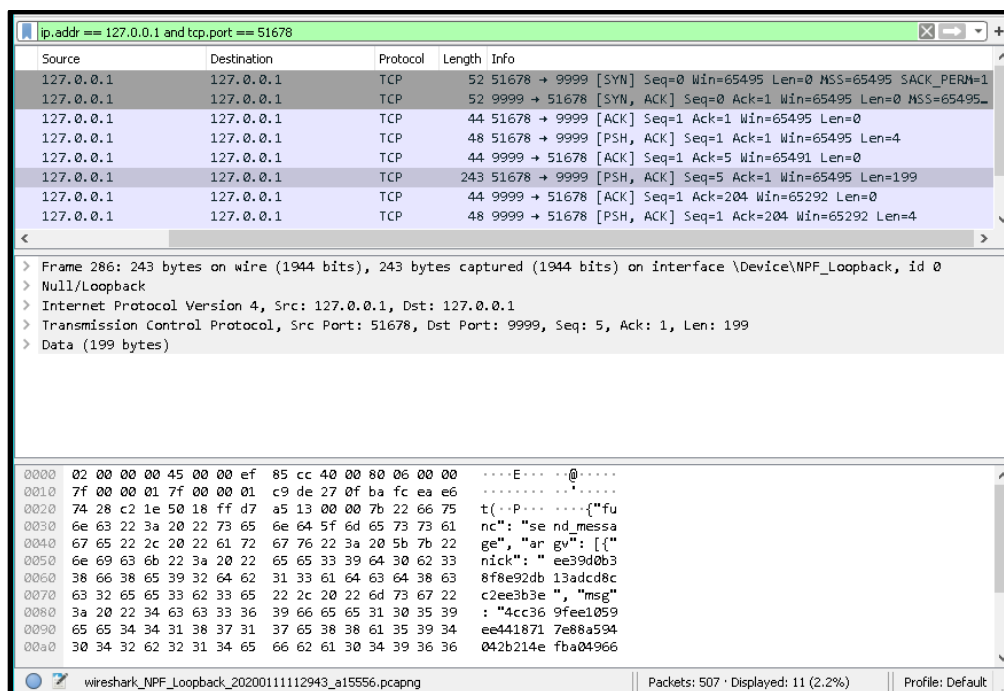 ip.addr == 127.0.0.1 and tcp.port == 51678
Source Destination Protocol Length Info
127.0.0.1 127.0.0.1 TCP 52 51678 → 9999 [SYN] Seq=0 Win=65495 Len=0 MSS=65495 SACK_PERM=1
127.0.0.1 127.0.0.1 TCP 52 9999 → 51678 [SYN, ACK] Seq=0 Ack=1 Win=65495 Len=0 MSS=65495…
127.0.0.1 127.0.0.1 TCP 44 51678 → 9999 [ACK] Seq=1 Ack=1 Win=65495 Len=0
127.0.0.1 127.0.0.1 TCP 48 51678 → 9999 [PSH, ACK] Seq=1 Ack=1 Win=65495 Len=4
127.0.0.1 127.0.0.1 TCP 44 9999 → 51678 [ACK] Seq=1 Ack=5 Win=65491 Len=0
127.0.0.1 127.0.0.1 TCP 243 51678 → 9999 [PSH, ACK] Seq=5 Ack=1 Win=65495 Len=199
127.0.0.1 127.0.0.1 TCP 44 9999 → 51678 [ACK] Seq=1 Ack=204 Win=65292 Len=0
127.0.0.1 127.0.0.1 TCP 48 9999 → 51678 [PSH, ACK] Seq=1 Ack=204 Win=65292 Len=4
> Frame 286: 243 bytes on wire (1944 bits), 243 bytes captured (1944 bits) on interface \Device\NPF_Loopback, id 0
> Null/Loopback
> Internet Protocol Version 4, Src: 127.0.0.1, Dst: 127.0.0.1
> Transmission Control Protocol, Src Port: 51678, Dst Port: 9999, Seq: 5, Ack: 1, Len: 199
> Data (199 bytes)
0000 02 00 00 00 45 00 00 ef 85 cc 40 00 80 06 00 00 ····E··· ··@·····
0010 7f 00 00 01 7f 00 00 01 c9 de 27 0f ba fc ea e6 ········ ··'·····
0020 74 28 c2 1e 50 18 ff d7 a5 13 00 00 7b 22 66 75 t(··P··· ····{"fu
0030 6e 63 22 3a 20 22 73 65 6e 64 5f 6d 65 73 73 61 nc": "se nd_messa
0040 67 65 22 2c 20 22 61 72 67 76 22 3a 20 5b 7b 22 ge", "ar gv": [{"
0050 6e 69 63 6b 22 3a 20 22 65 65 33 39 64 30 62 33 nick": " ee39d0b3
0060 38 66 38 65 39 32 64 62 31 33 61 64 63 64 38 63 8f8e92db 13adcd8c
0070 63 32 65 65 33 62 33 65 22 2c 20 22 6d 73 67 22 c2ee3b3e ", "msg"
0080 3a 20 22 34 63 63 33 36 39 66 65 65 31 30 35 39 : "4cc36 9fee1059
0090 65 65 34 34 31 38 37 31 37 65 38 38 61 35 39 34 ee441871 7e88a594
00a0 30 34 32 62 32 31 34 65 66 62 61 30 34 39 36 36 042b214e fba04966
wireshark_NPF_Loopback_20200111112943_a15556.pcapng Packets: 507 · Displayed: 11 (2.2%) Profile: Default